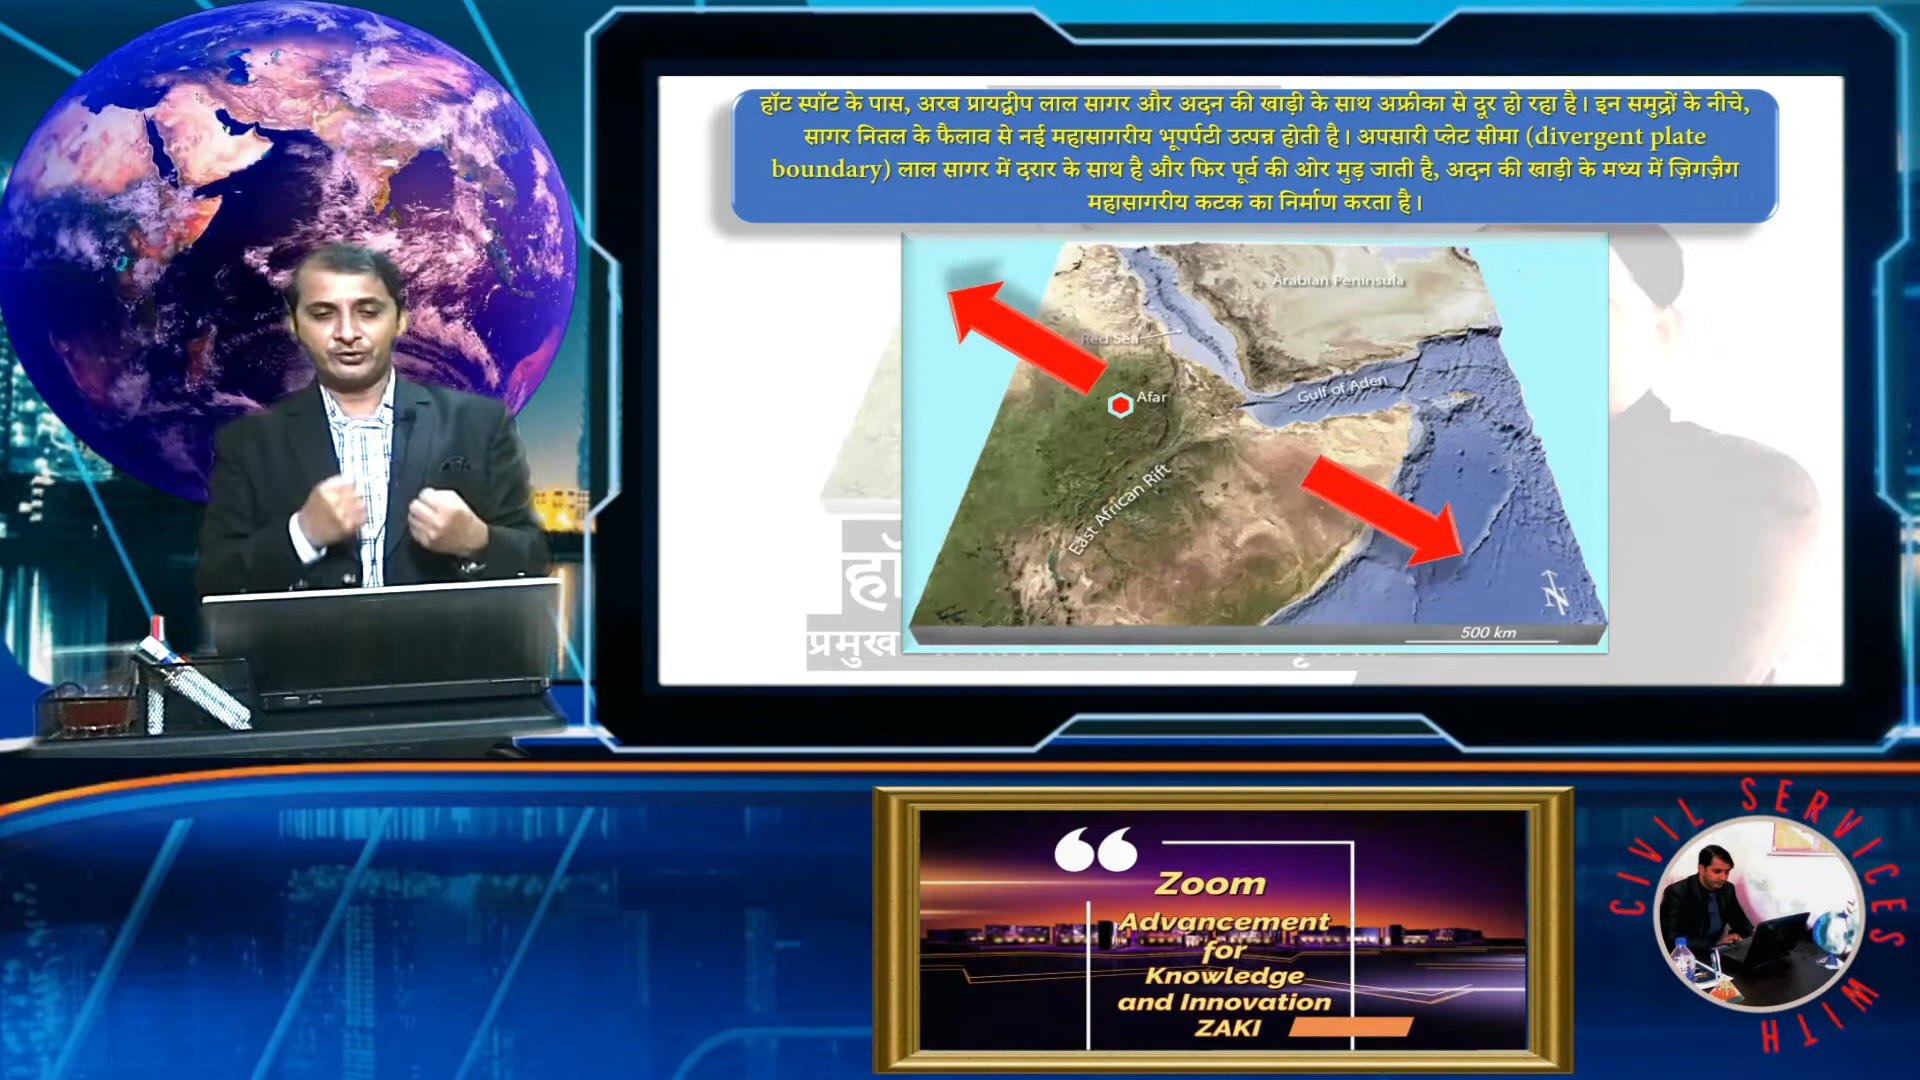 हॉट स्पॉट के पास, अरब प्रायद्वीप लाल सागर और अदन की खाड़ी के साथ अफ्रीका से दूर हो रहा है। इन समुद्रों के नीचे,
सागर नितल के फैलाव से नई महासागरीय भूपर्पटी उत्पन्न होती है। अपसारी प्लेट सीमा (divergent plate
boundary) लाल सागर में दरार के साथ है और फिर पूर्व की ओर मुड़ जाती है, अदन की खाड़ी के मध्य में ज़िगज़ैग
महासागरीय कटक का निर्माण करता है।
Arabian Peninsula
Red Sea
Gulf of Aden
Afar
East African Rift
N
500 km
प्रमुख
Zoom
Advancement
for
Knowledge
and Innovation
ZAKI
CIVIL SERVICES WITH